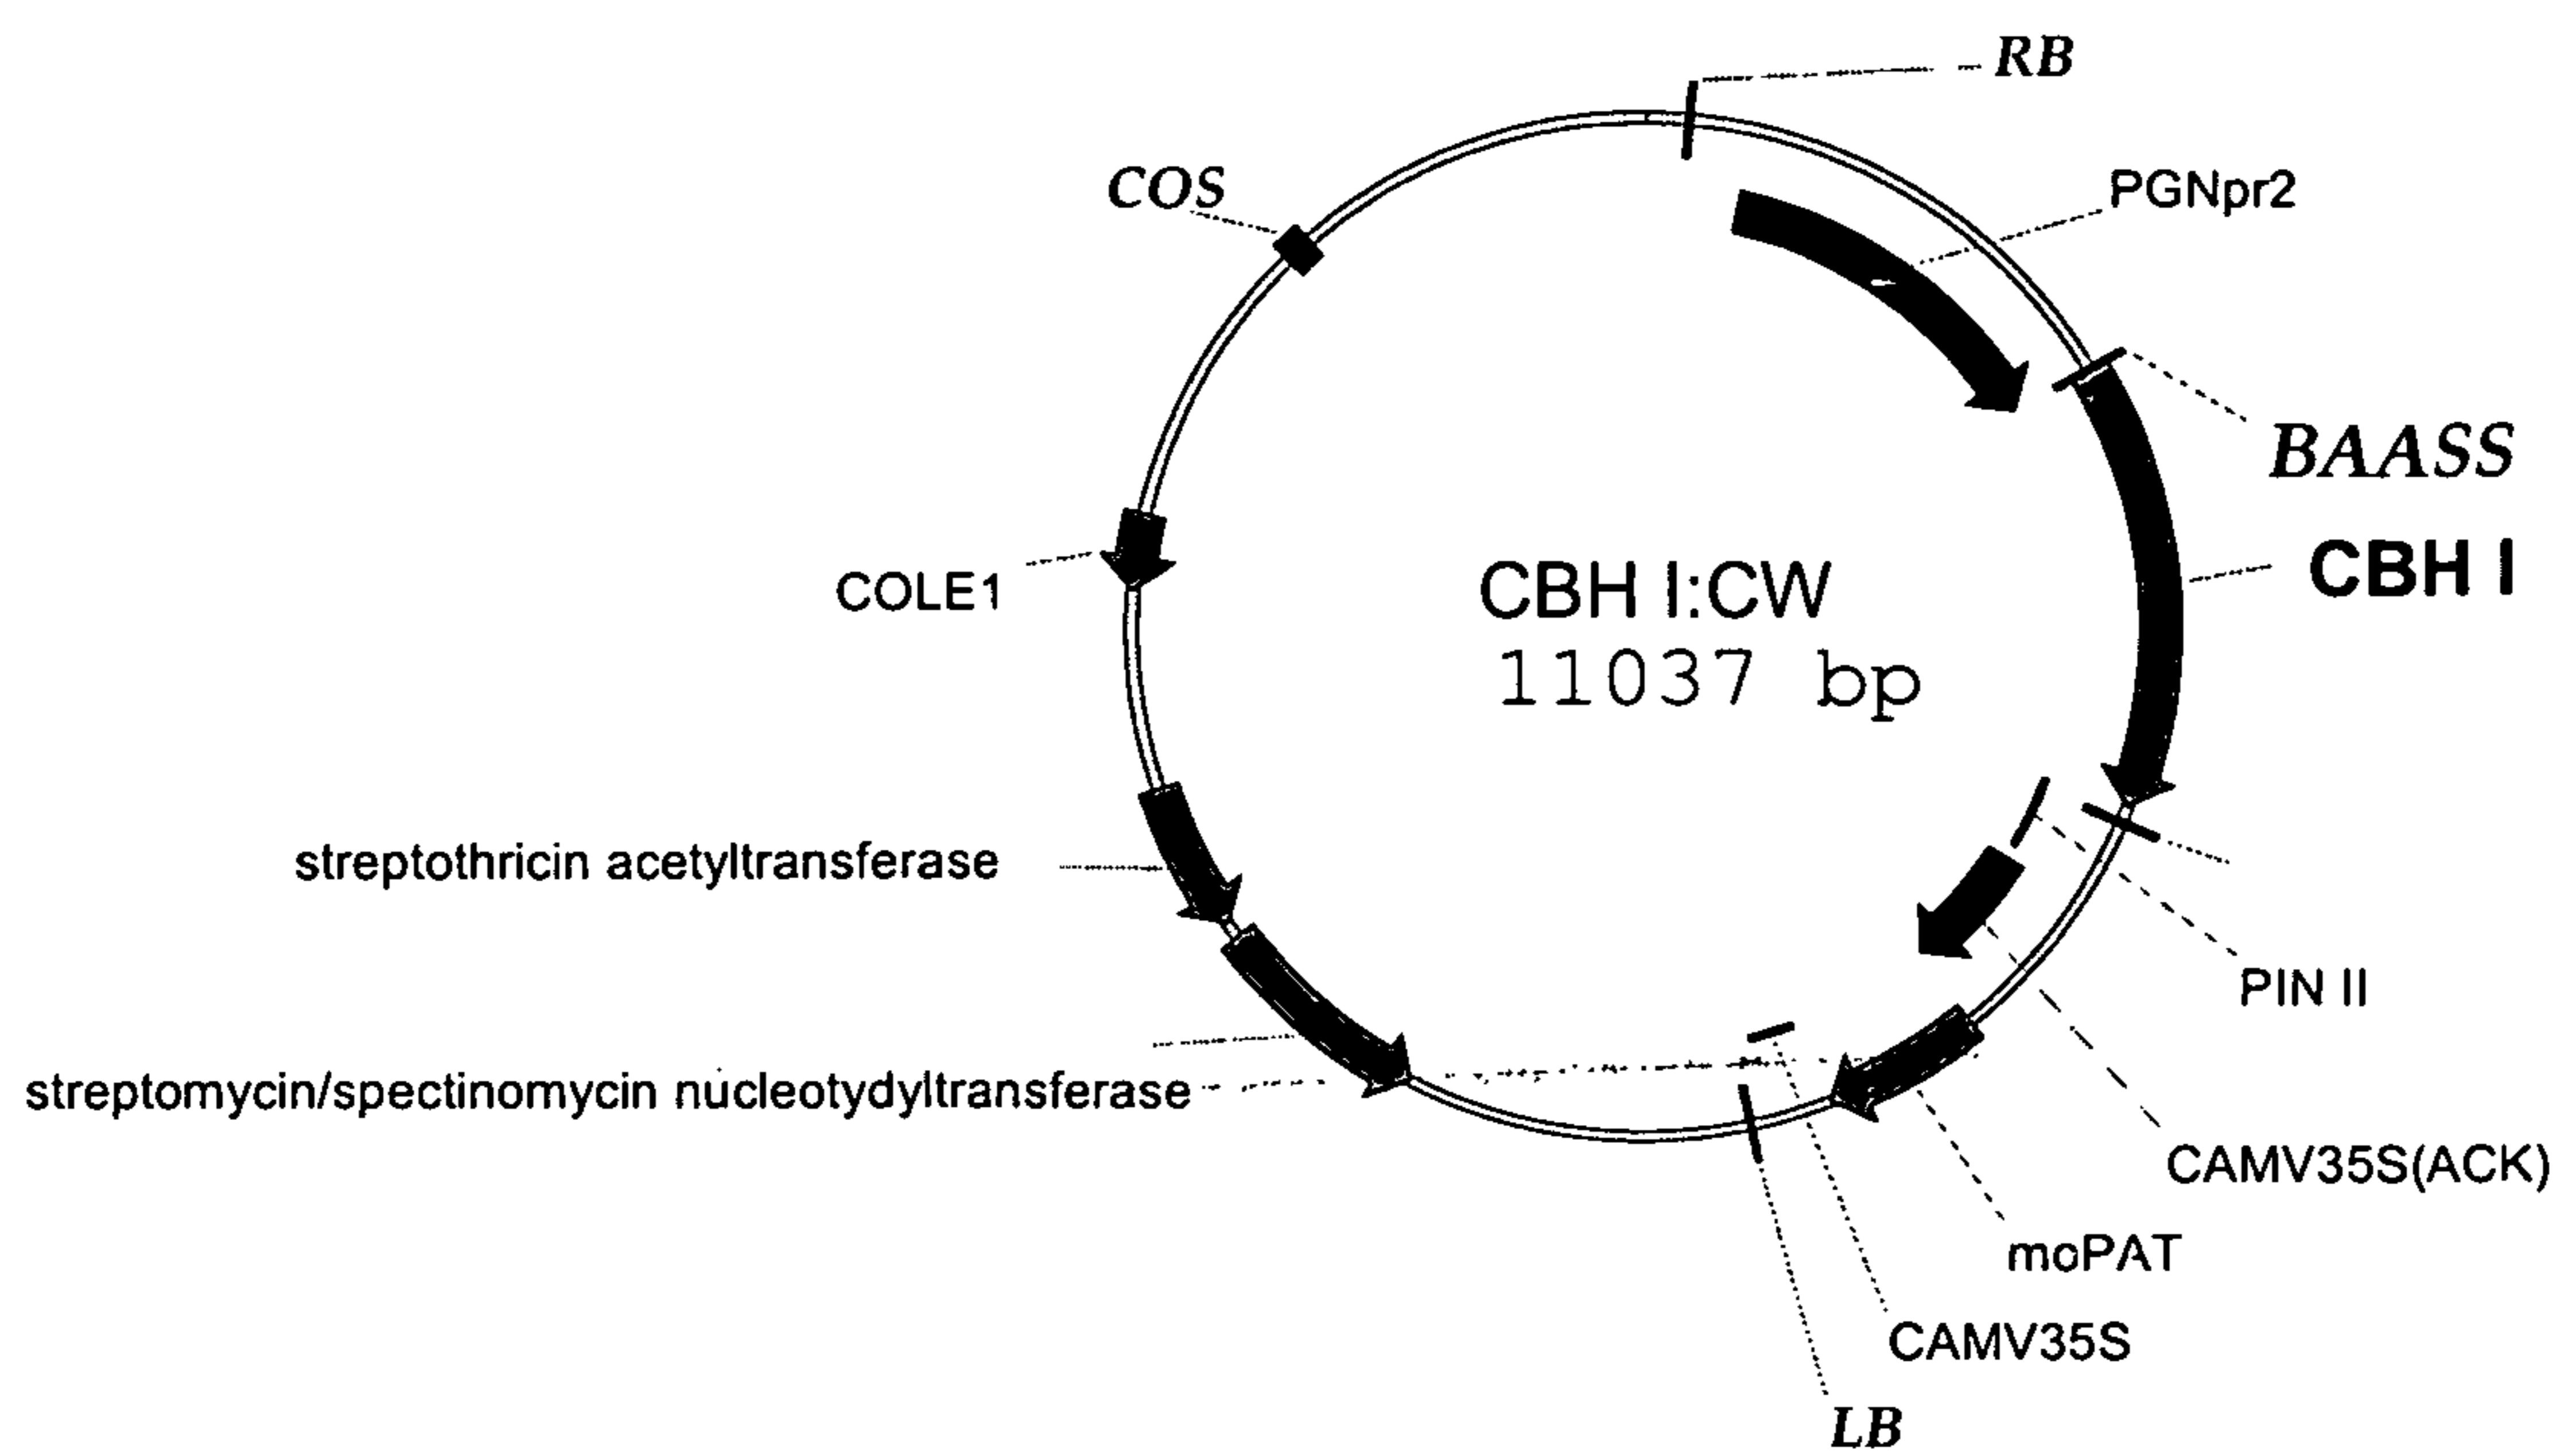 RB
COS
PGNpr2
BAASS
CBH I
COLE1
CBH I:CW
11037 bp
streptothricin acetyltransferase
PIN II
streptomycin/spectinomycin nucleotydyltransferase
CAMV35S(ACK)
moPAT
CAMV35S
LB